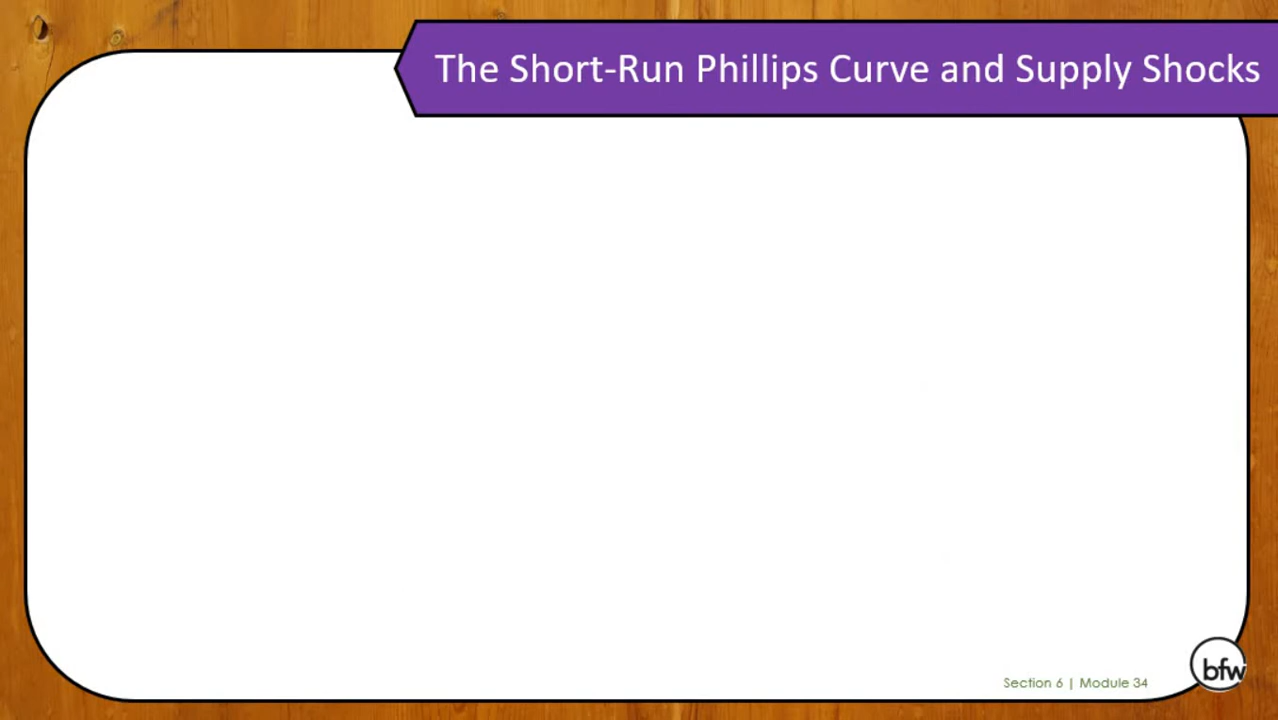 The Short-Run Phillips Curve and Supply Shocks
Section 6 | Module 34
bfw